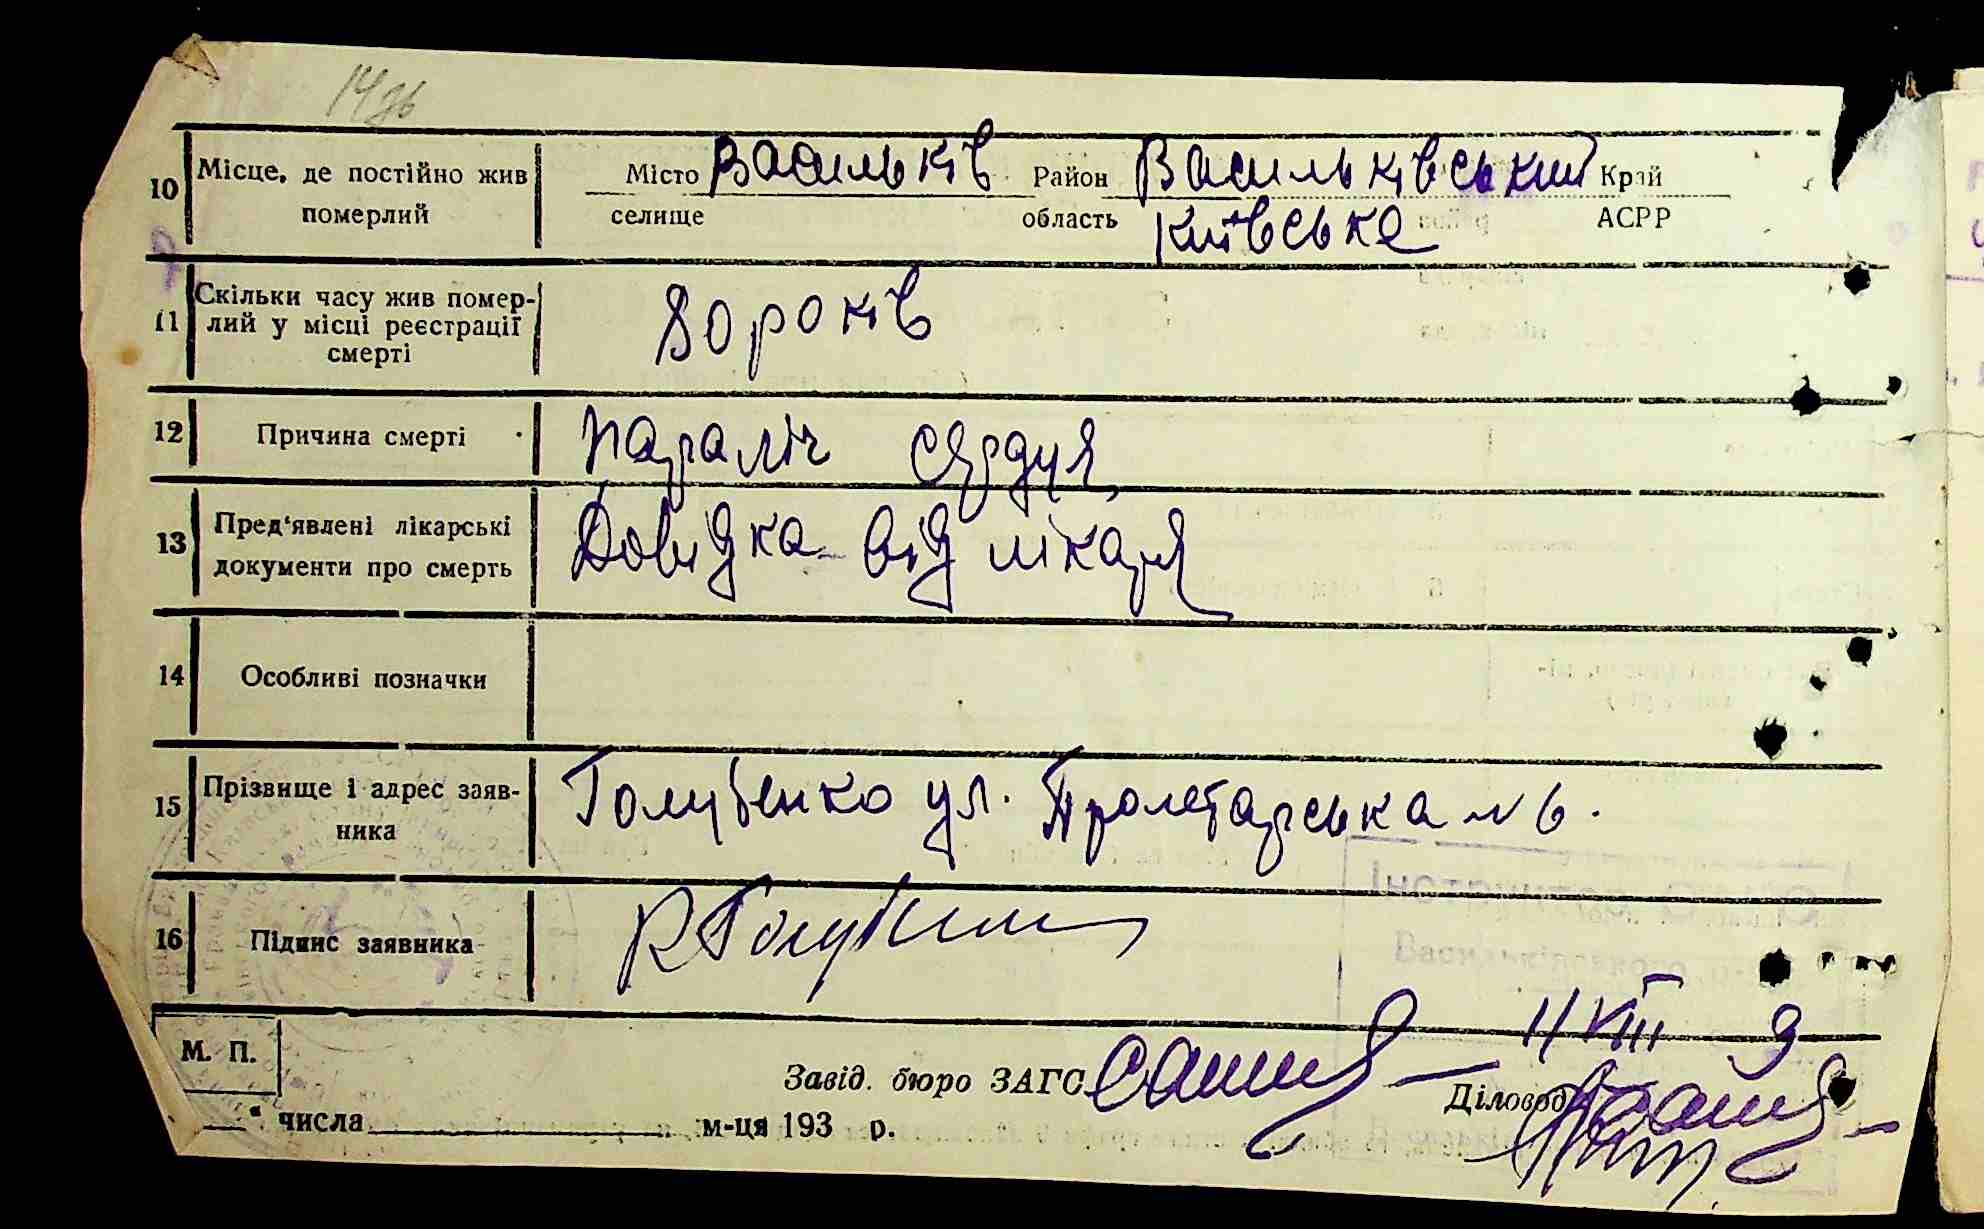 10 Місце, де постійно жив померлий Місто Васильків Район Васильківський Край
селище область Київська АСРР
11 Скільки часу жив померлий у місці реєстрації смерті 80 років
12 Причина смерті Параліч серця
13 Пред'явлені лікарські документи про смерть Довідка від лікаря
14 Особливі позначки
15 Прізвище і адрес заявника Голубенко ул. Пролетарська № 6.
16 Підпис заявника
М. П.
Завід. бюро ЗАГС
Діловод
" числа м-ця 193 р.